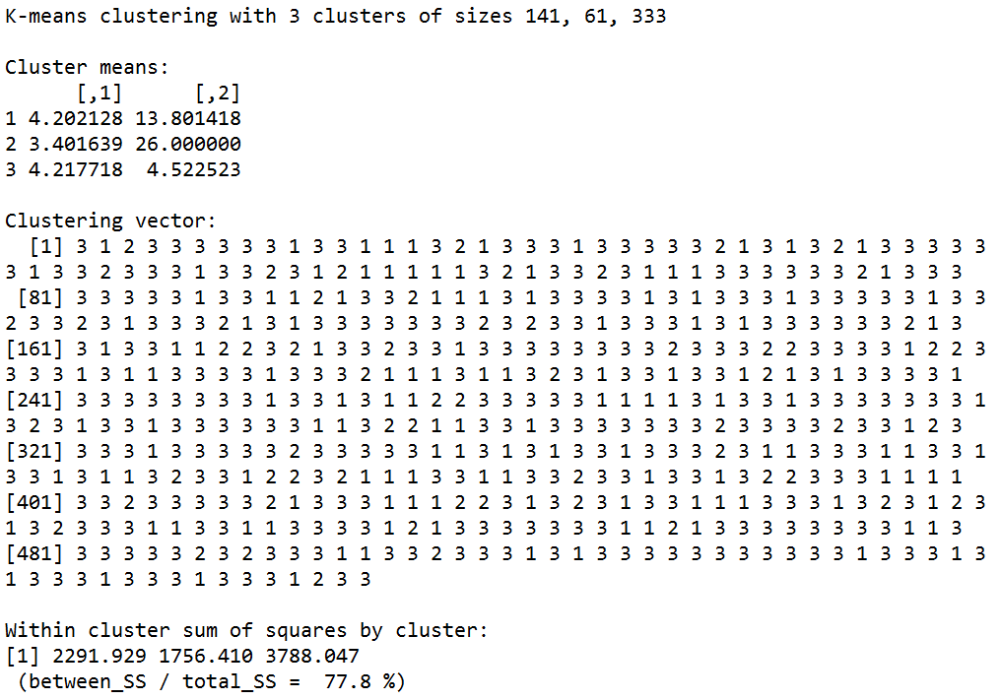 K-means clustering with 3 clusters of sizes 141, 61, 333
Cluster means:
[,1] [,2]
1 4.202128 13.801418
2 3.401639 26.000000
3 4.217718 4.522523
Clustering vector:
[1] 3 1 2 3 3 3 3 3 3 1 3 3 1 1 1 3 2 1 3 3 3 1 3 3 3 3 3 2 1 3 1 3 2 1 3 3 3 3 3
3 1 3 3 2 3 3 3 1 3 3 2 3 1 2 1 1 1 1 1 3 2 1 3 3 2 3 1 1 1 3 3 3 3 3 3 2 1 3 3 3
[81] 3 3 3 3 3 1 3 3 1 1 2 1 3 3 2 1 1 1 3 1 3 3 3 3 1 3 1 3 3 3 1 3 3 3 3 3 1 3 3
2 3 3 2 3 1 3 3 3 2 1 3 1 3 3 3 3 3 3 3 2 3 2 3 3 1 3 3 3 1 3 1 3 3 3 3 3 3 2 1 3
[161] 3 1 3 3 1 1 2 2 3 2 1 3 3 2 3 3 1 3 3 3 3 3 3 3 3 2 3 3 3 2 2 3 3 3 3 1 2 2 3
3 3 3 1 3 1 1 3 3 3 3 1 3 3 3 2 1 1 1 3 1 1 3 2 3 1 3 3 1 3 3 1 2 1 3 1 3 3 3 3 1
[241] 3 3 3 3 3 3 3 3 1 3 3 1 3 1 1 2 2 3 3 3 3 3 1 1 1 1 3 1 3 3 1 3 3 3 3 3 3 3 1
3 2 3 1 3 3 1 3 3 3 3 3 3 1 1 3 2 2 1 1 3 3 1 3 3 3 3 3 3 3 2 3 3 3 3 2 3 3 1 2 3
[321] 3 3 3 1 3 3 3 3 3 2 3 3 3 3 3 1 1 3 1 3 1 3 3 1 3 3 3 2 3 1 1 3 3 3 1 1 3 3 1
3 3 1 3 1 1 3 2 3 3 1 2 2 3 2 1 1 1 3 3 1 1 3 3 2 3 3 1 3 3 1 3 2 2 3 3 3 1 1 1 1
[401] 3 3 2 3 3 3 3 3 2 1 3 3 3 1 1 1 2 2 3 1 3 2 3 1 3 3 1 1 1 3 3 3 1 3 2 3 1 2 3
1 3 2 3 3 3 1 1 3 3 1 1 3 3 3 3 1 2 1 3 3 3 3 3 3 3 1 1 2 1 3 3 3 3 3 3 3 3 1 1 3
[481] 3 3 3 3 3 2 3 2 3 3 3 1 1 3 3 2 3 3 3 1 3 1 3 3 3 3 3 3 3 3 3 3 3 1 3 3 3 1 3
1 3 3 3 1 3 3 3 1 3 3 3 1 2 3 3
Within cluster sum of squares by cluster:
[1] 2291.929 1756.410 3788.047
(between_SS / total_SS = 77.8 %)